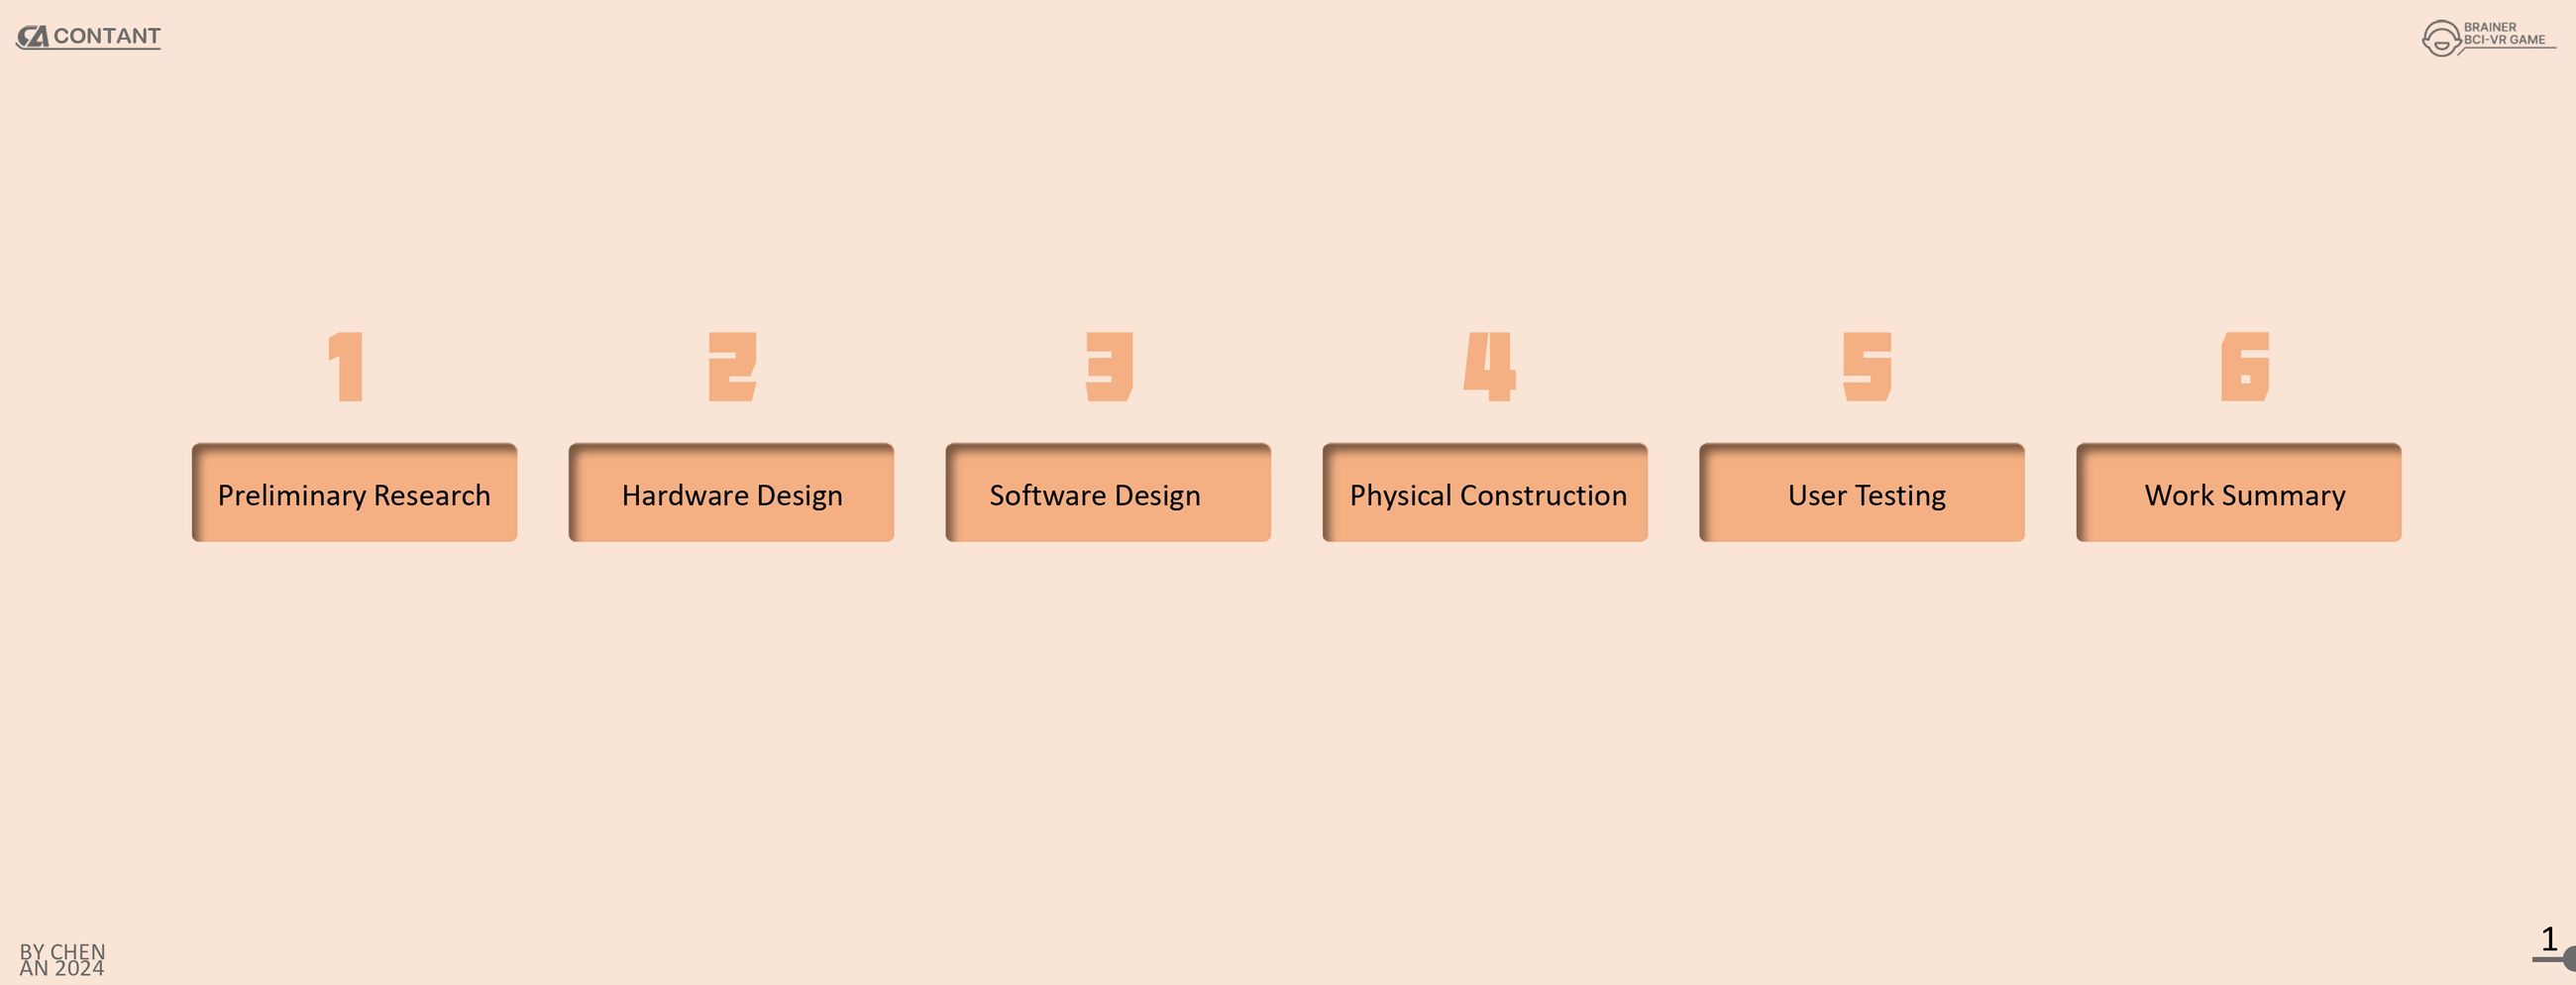 CA CONTANT
BRAINER
BCI-VR GAME
1
2
3
4
5
6
Preliminary Research
Hardware Design
Software Design
Physical Construction
User Testing
Work Summary
BY CHEN
AN 2024
1